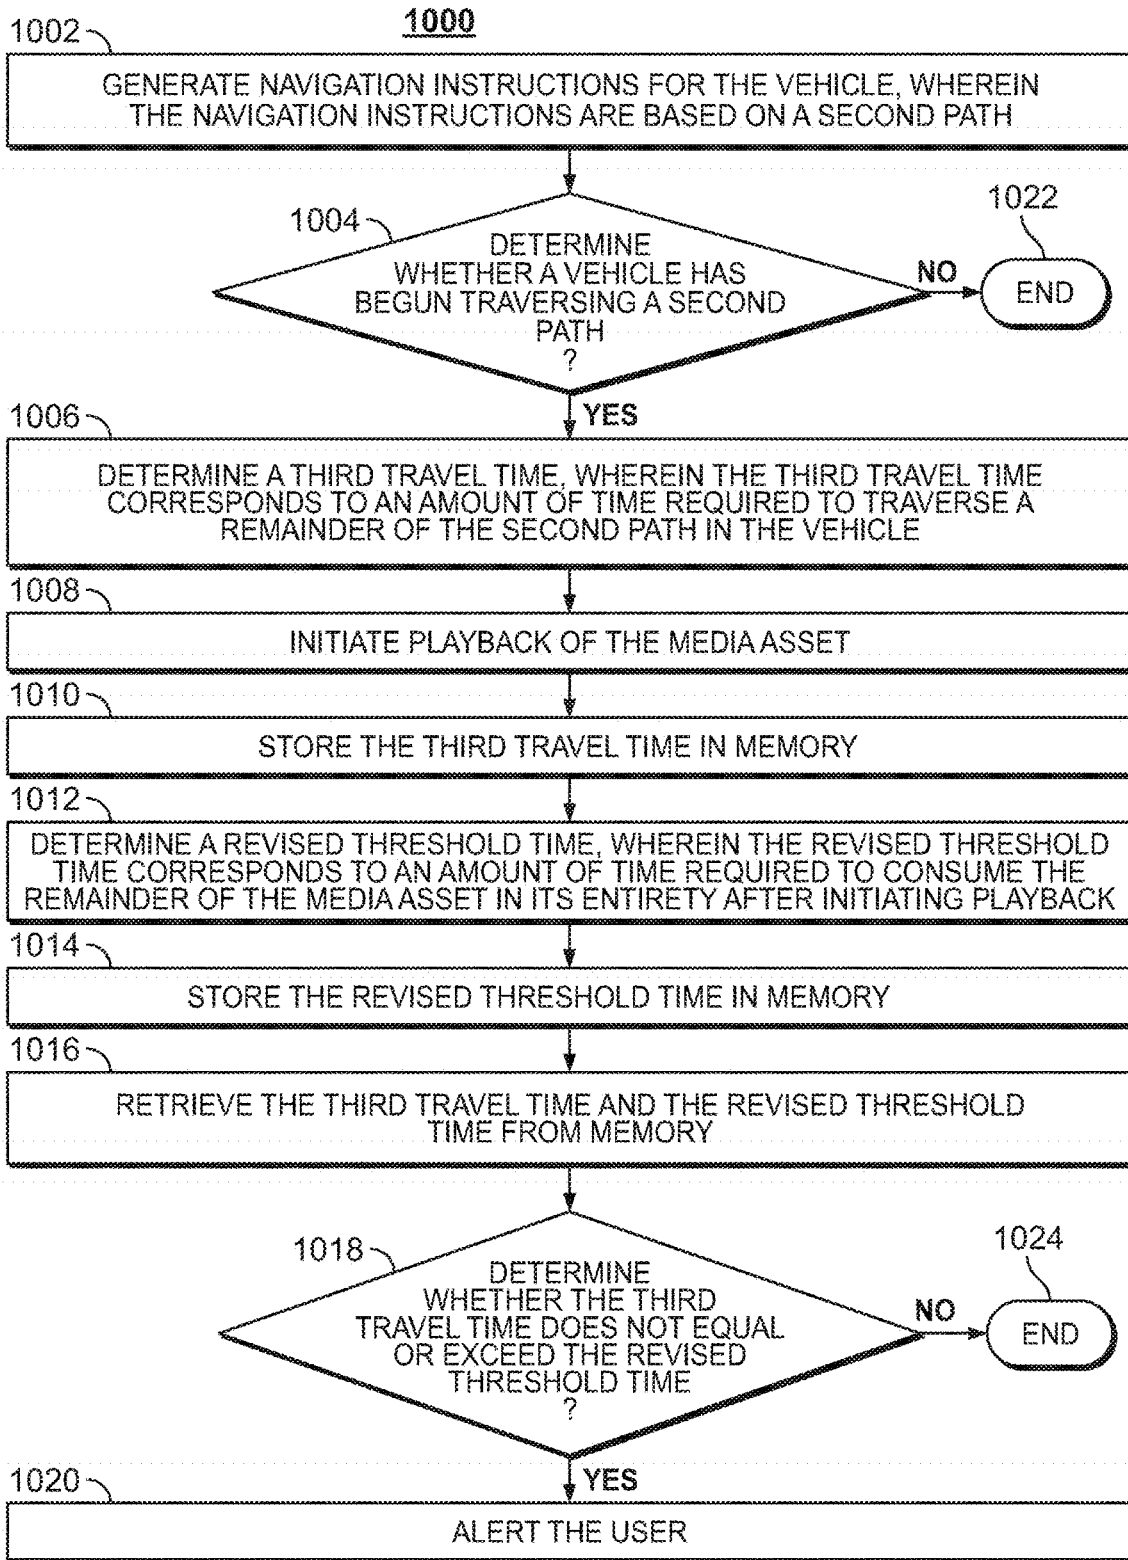 1000
1002
GENERATE NAVIGATION INSTRUCTIONS FOR THE VEHICLE, WHEREIN
THE NAVIGATION INSTRUCTIONS ARE BASED ON A SECOND PATH
1004
DETERMINE
WHETHER A VEHICLE HAS
BEGUN TRAVERSING A SECOND
PATH
?
NO
1022
END
YES
1006
DETERMINE A THIRD TRAVEL TIME, WHEREIN THE THIRD TRAVEL TIME
CORRESPONDS TO AN AMOUNT OF TIME REQUIRED TO TRAVERSE A
REMAINDER OF THE SECOND PATH IN THE VEHICLE
1008
INITIATE PLAYBACK OF THE MEDIA ASSET
1010
STORE THE THIRD TRAVEL TIME IN MEMORY
1012
DETERMINE A REVISED THRESHOLD TIME, WHEREIN THE REVISED THRESHOLD
TIME CORRESPONDS TO AN AMOUNT OF TIME REQUIRED TO CONSUME THE
REMAINDER OF THE MEDIA ASSET IN ITS ENTIRETY AFTER INITIATING PLAYBACK
1014
STORE THE REVISED THRESHOLD TIME IN MEMORY
1016
RETRIEVE THE THIRD TRAVEL TIME AND THE REVISED THRESHOLD
TIME FROM MEMORY
1018
DETERMINE
WHETHER THE THIRD
TRAVEL TIME DOES NOT EQUAL
OR EXCEED THE REVISED
THRESHOLD TIME
?
NO
1024
END
YES
1020
ALERT THE USER